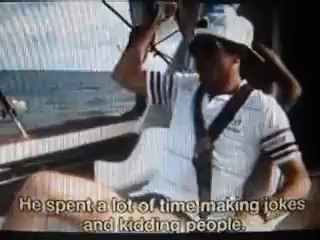 He spent a lot of time making jokes
and kidding people.